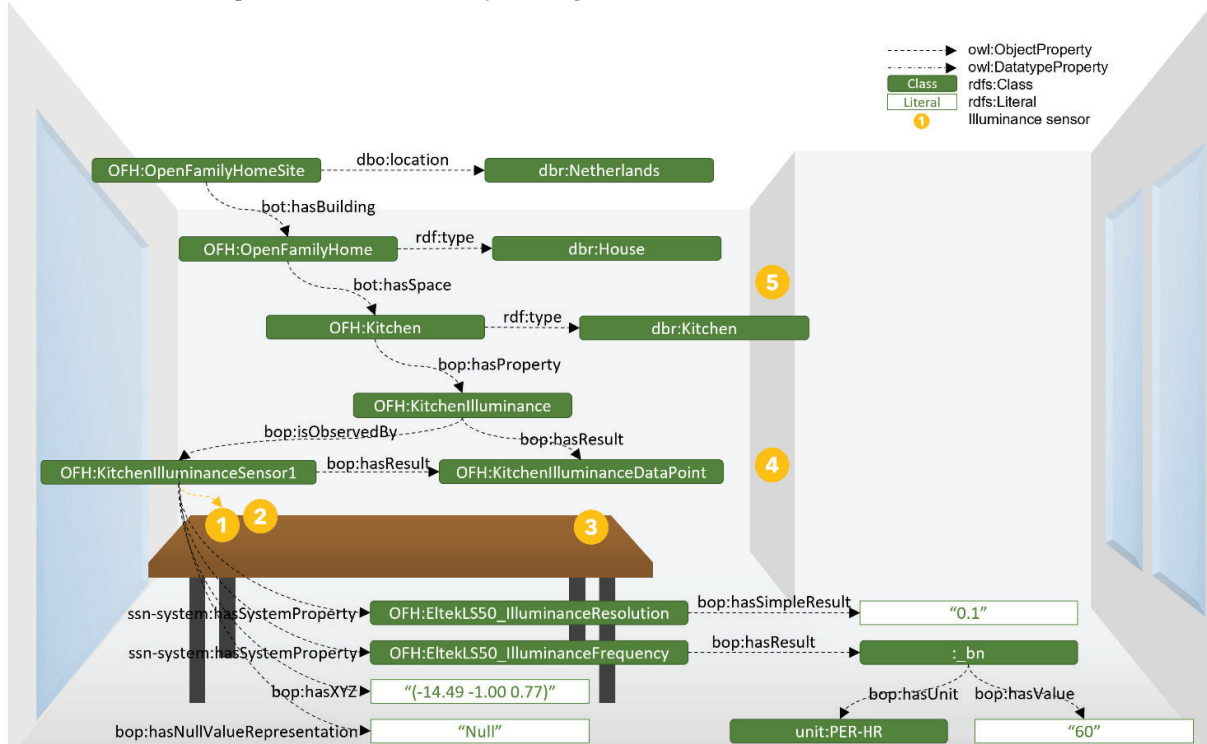 owl:ObjectProperty
owl:DatatypeProperty
Class rdfs:Class
Literal rdfs:Literal
1 Illuminance sensor
OFH:OpenFamilyHomeSite dbo:location dbr:Netherlands
bot:hasBuilding
OFH:OpenFamilyHome rdf:type dbr:House
bot:hasSpace
5
OFH:Kitchen rdf:type dbr:Kitchen
bop:hasProperty
OFH:KitchenIlluminance
bop:isObservedBy bop:hasResult
OFH:KitchenIlluminanceSensor1 bop:hasResult OFH:KitchenIlluminanceDataPoint 4
1 2 3
ssn-system:hasSystemProperty OFH:EltekLS50_IlluminanceResolution bop:hasSimpleResult “0.1”
ssn-system:hasSystemProperty OFH:EltekLS50_IlluminanceFrequency bop:hasResult :_bn
bop:hasXYZ “(-14.49 -1.00 0.77)” bop:hasUnit bop:hasValue
bop:hasNullValueRepresentation “Null” unit:PER-HR “60”